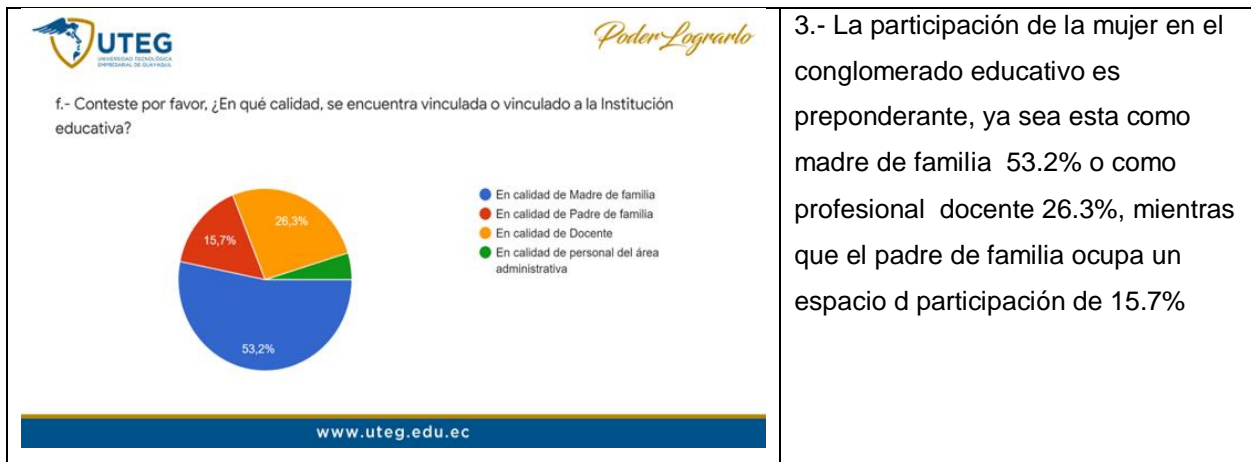 UTEG
UNIVERSIDAD TECNOLÓGICA
EMPRESARIAL DE GUAYAQUIL
Poder Lograrlo
f.- Conteste por favor, ¿En qué calidad, se encuentra vinculada o vinculado a la Institución
educativa?
26,3%
15,7%
53,2%
En calidad de Madre de familia
En calidad de Padre de familia
En calidad de Docente
En calidad de personal del área
administrativa
www.uteg.edu.ec
3.- La participación de la mujer en el
conglomerado educativo es
preponderante, ya sea esta como
madre de familia 53.2% o como
profesional docente 26.3%, mientras
que el padre de familia ocupa un
espacio d participación de 15.7%